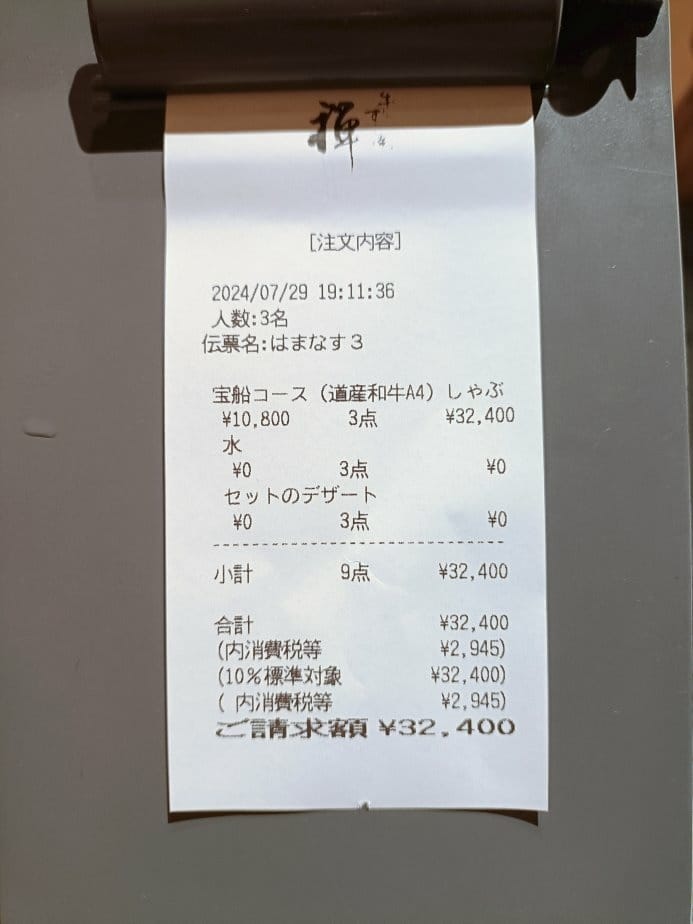 [注文内容]
2024/07/29 19:11:36
人数:3名
伝票名:はまなす3
宝船コース(道産和牛A4)しゃぶ
¥10,800 3点 ¥32,400
水
¥0 3点 ¥0
セットのデザート
¥0 3点 ¥0
小計 9点 ¥32,400
合計 ¥32,400
(内消費税等 ¥2,945)
(10%標準対象 ¥32,400)
( 内消費税等 ¥2,945)
ご請求額 ¥32,400